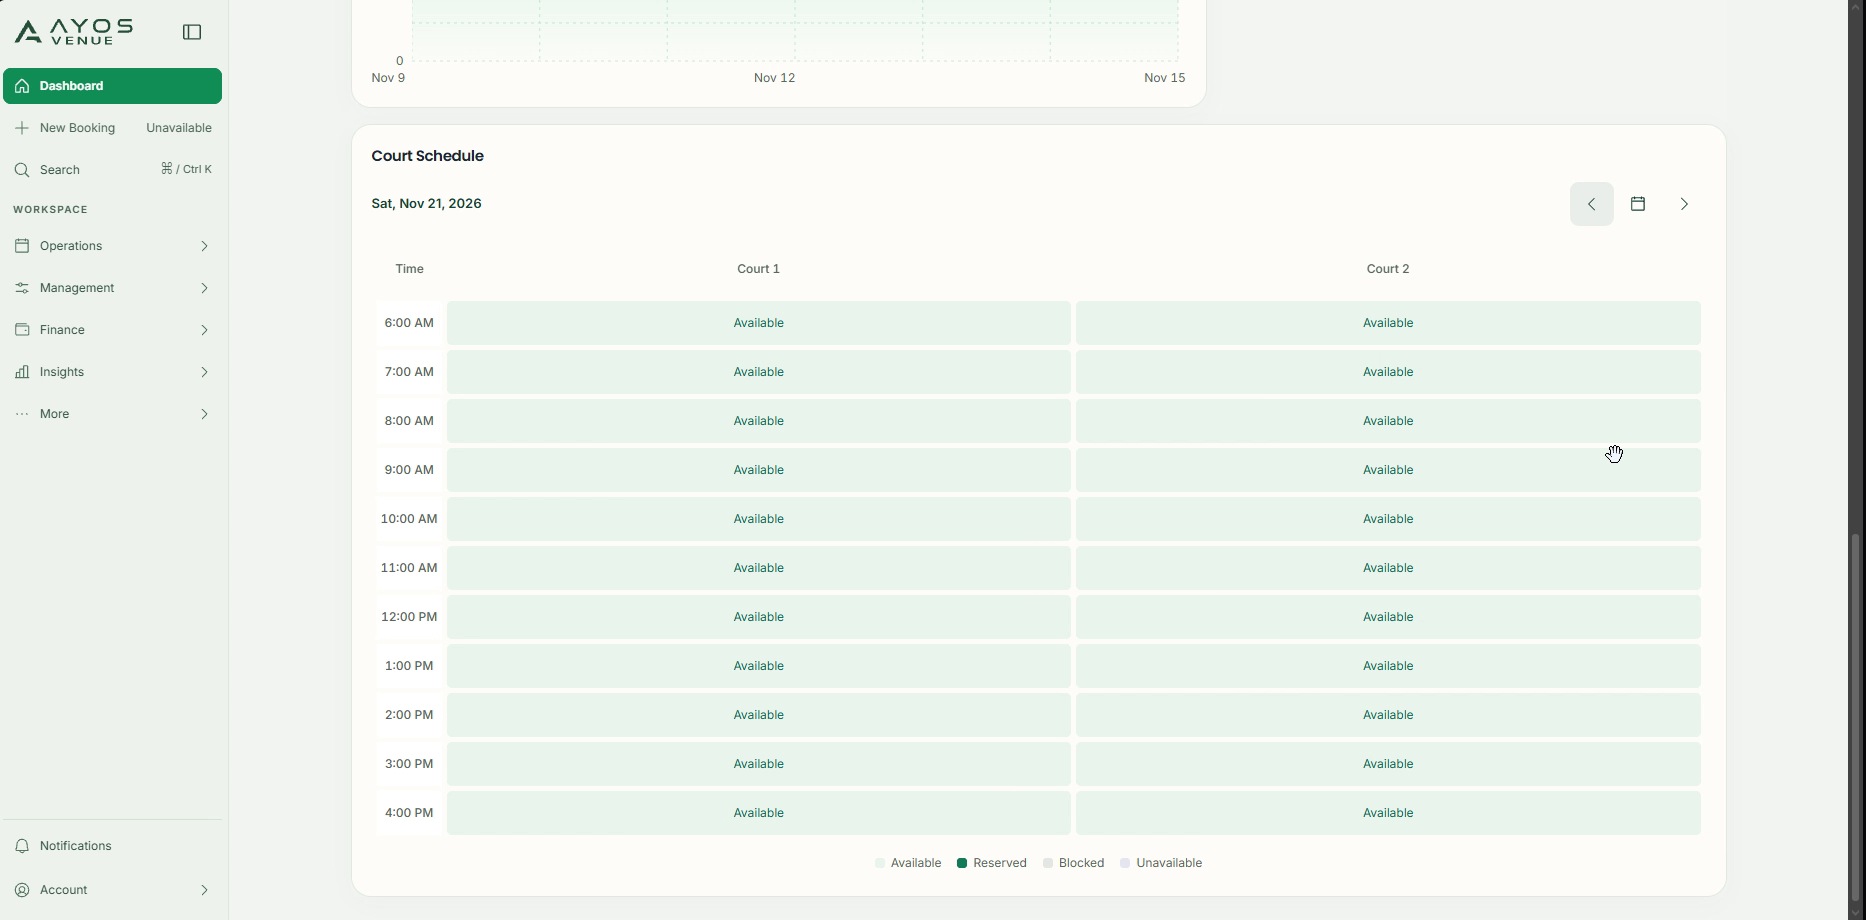 AYOS
VENUE
Dashboard
New Booking Unavailable
Search ⌘ / Ctrl K
WORKSPACE
Operations
Management
Finance
Insights
More
Notifications
Account
0
Nov 9 Nov 12 Nov 15
Court Schedule
Sat, Nov 21, 2026
Time Court 1 Court 2
6:00 AM Available Available
7:00 AM Available Available
8:00 AM Available Available
9:00 AM Available Available
10:00 AM Available Available
11:00 AM Available Available
12:00 PM Available Available
1:00 PM Available Available
2:00 PM Available Available
3:00 PM Available Available
4:00 PM Available Available
Available Reserved Blocked Unavailable